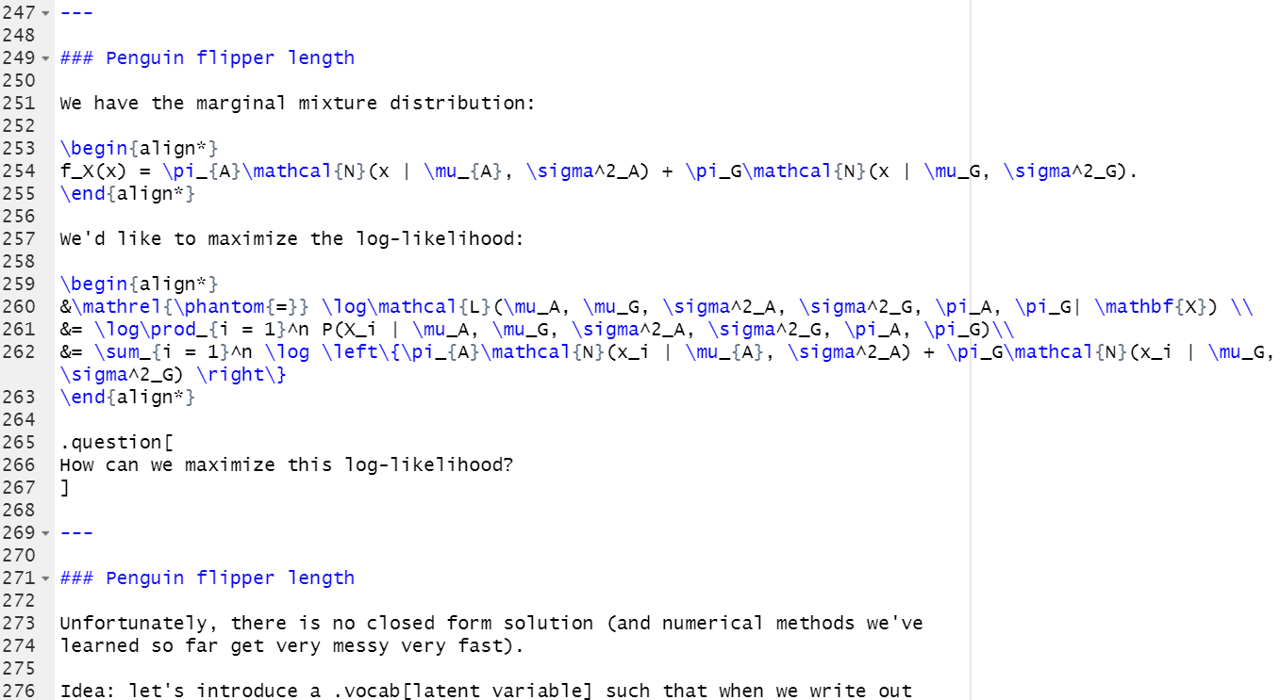 247 ---
248
249 ### Penguin flipper length
250
251 We have the marginal mixture distribution:
252
253 \begin{align*}
254 f_X(x) = \pi_{A}\mathcal{N}(x | \mu_{A}, \sigma^2_A) + \pi_G\mathcal{N}(x | \mu_G, \sigma^2_G).
255 \end{align*}
256
257 We'd like to maximize the log-likelihood:
258
259 \begin{align*}
260 &\mathrel{\phantom{=}} \log\mathcal{L}(\mu_A, \mu_G, \sigma^2_A, \sigma^2_G, \pi_A, \pi_G| \mathbf{X}) \\
261 &= \log\prod_{i = 1}^n P(X_i | \mu_A, \mu_G, \sigma^2_A, \sigma^2_G, \pi_A, \pi_G)\\
262 &= \sum_{i = 1}^n \log \left\{\pi_{A}\mathcal{N}(x_i | \mu_{A}, \sigma^2_A) + \pi_G\mathcal{N}(x_i | \mu_G,
\sigma^2_G) \right\}
263 \end{align*}
264
265 .question[
266 How can we maximize this log-likelihood?
267 ]
268
269 ---
270
271 ### Penguin flipper length
272
273 Unfortunately, there is no closed form solution (and numerical methods we've
274 learned so far get very messy very fast).
275
276 Idea: let's introduce a .vocab[latent variable] such that when we write out